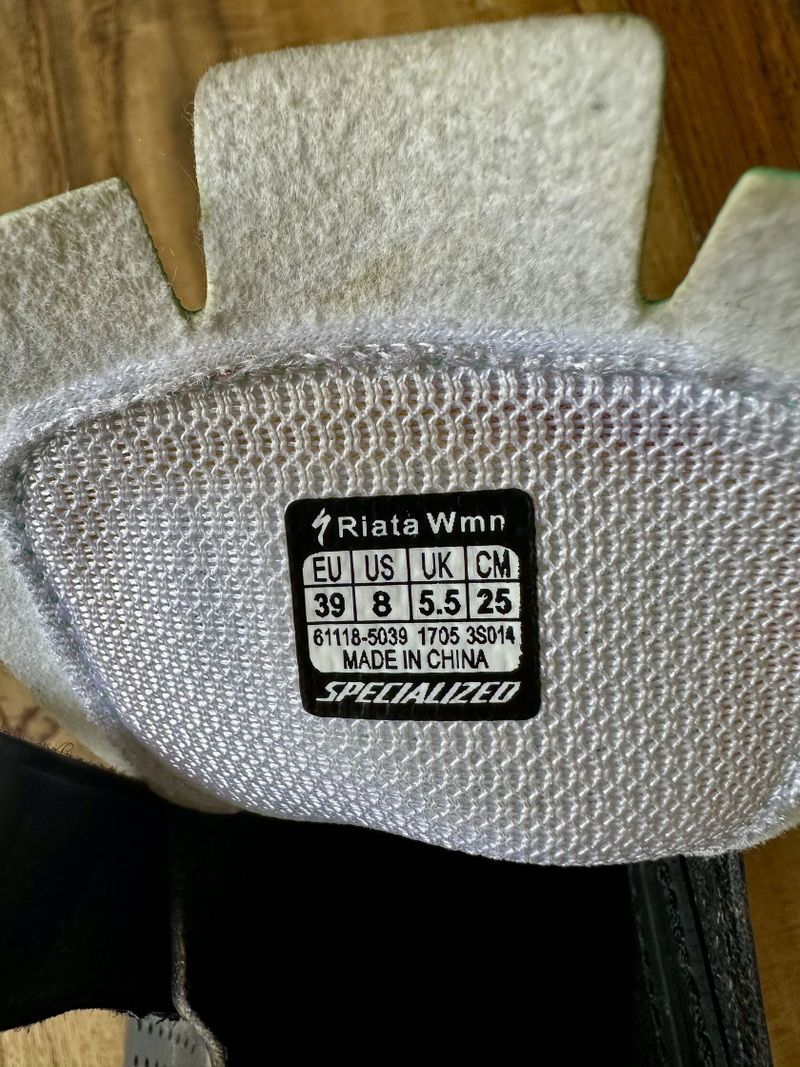 Riata Wmn
EU US UK CM
39 8 5.5 25
61118-5039 1705 3S014
MADE IN CHINA
SPECIALIZED